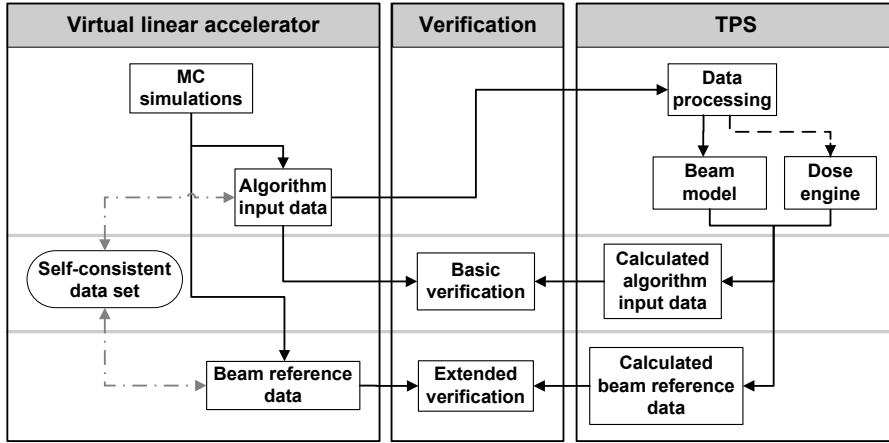 Virtual linear accelerator
Verification
TPS
MC
simulations
Data
processing
Algorithm
input data
Beam
model
Dose
engine
Self-consistent
data set
Basic
verification
Calculated
algorithm
input data
Beam reference
data
Extended
verification
Calculated
beam reference
data